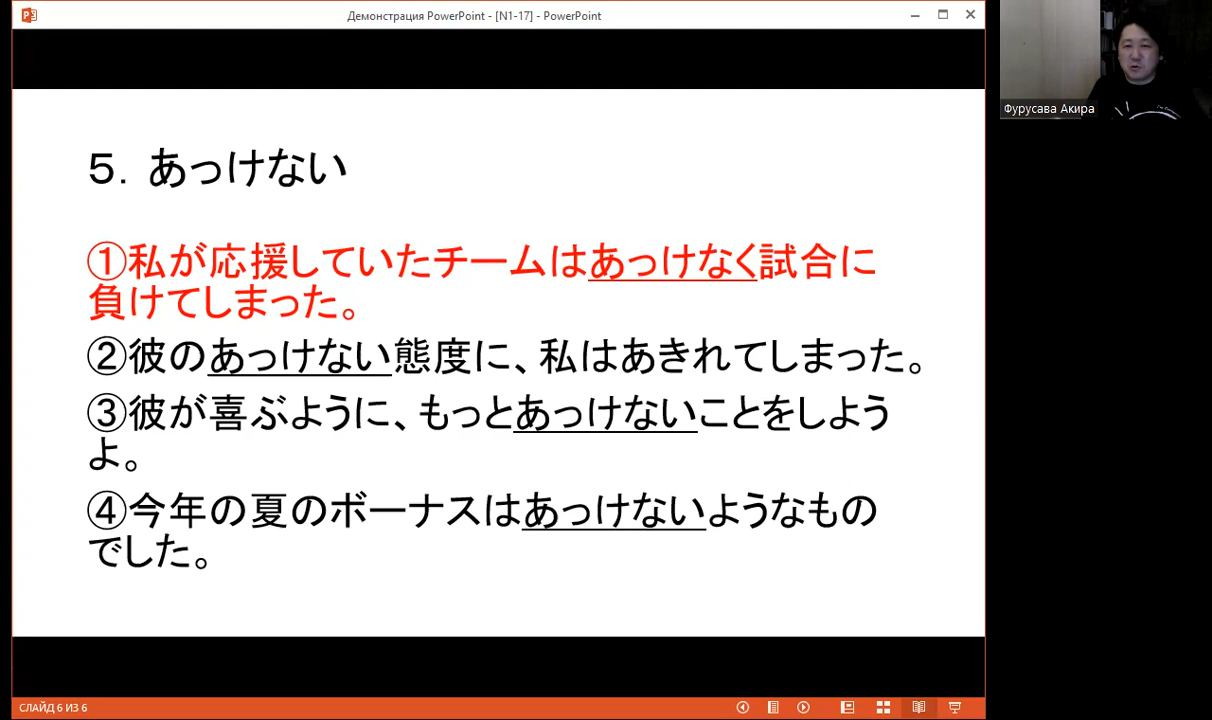 Демонстрация PowerPoint - [N1-17] - PowerPoint
Фурусава Акира
５．あっけない
①私が応援していたチームはあっけなく試合に
負けてしまった。
②彼のあっけない態度に、私はあきれてしまった。
③彼が喜ぶように、もっとあっけないことをしよう
よ。
④今年の夏のボーナスはあっけないようなもの
でした。
СЛАЙД 6 ИЗ 6